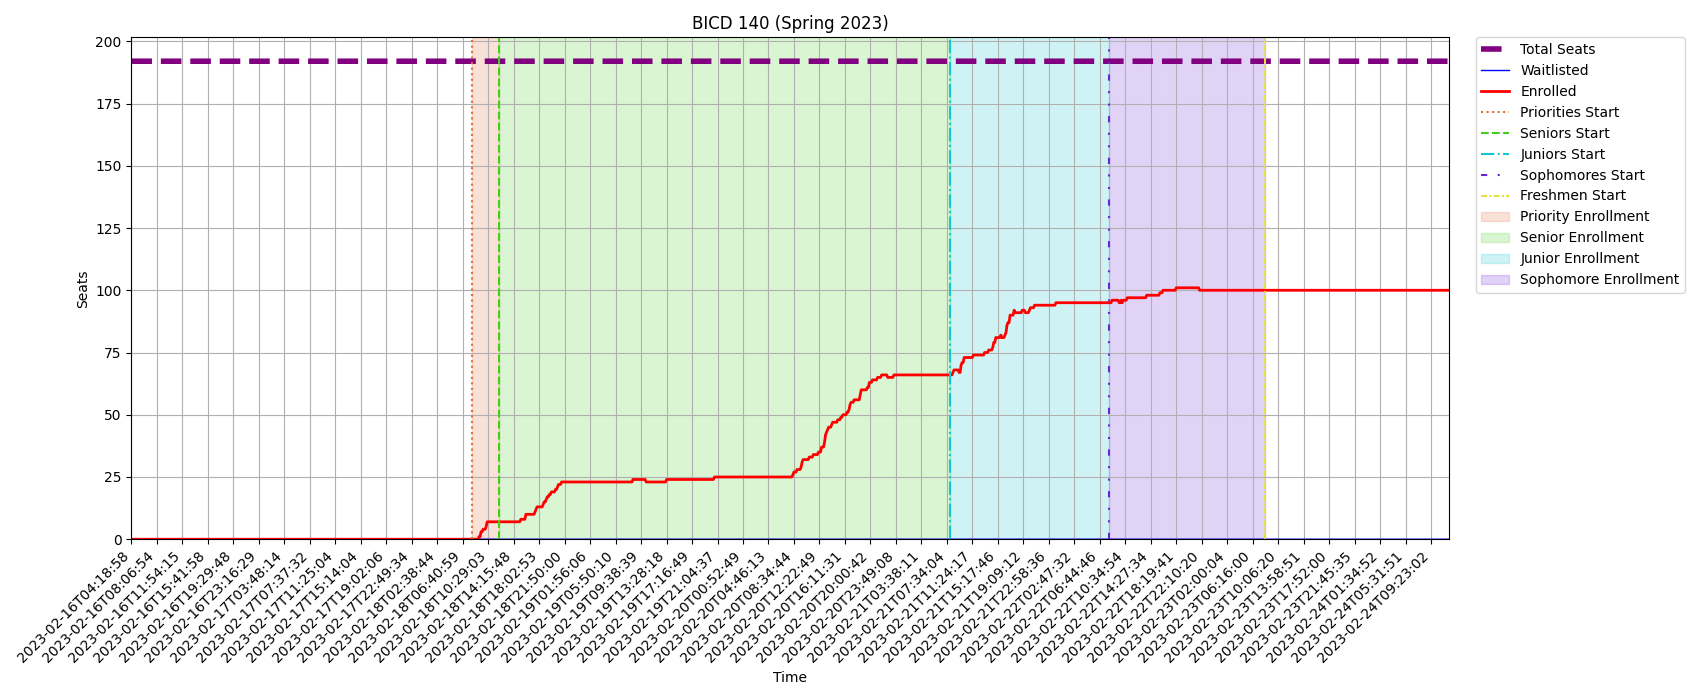 BICD 140 (Spring 2023)
200
175
150
125
100
75
50
25
0
Seats
2023-02-16T04:18:58
2023-02-16T08:06:54
2023-02-16T11:54:15
2023-02-16T15:41:58
2023-02-16T19:29:48
2023-02-16T23:16:29
2023-02-17T03:48:14
2023-02-17T07:37:32
2023-02-17T11:25:04
2023-02-17T15:14:04
2023-02-17T19:02:06
2023-02-17T22:49:34
2023-02-18T02:38:44
2023-02-18T06:40:59
2023-02-18T10:29:03
2023-02-18T14:15:48
2023-02-18T18:02:53
2023-02-18T21:50:00
2023-02-19T01:56:06
2023-02-19T05:50:10
2023-02-19T09:38:39
2023-02-19T13:28:18
2023-02-19T17:16:49
2023-02-19T21:04:37
2023-02-20T00:52:49
2023-02-20T04:46:13
2023-02-20T08:34:44
2023-02-20T12:22:49
2023-02-20T16:11:31
2023-02-20T20:00:42
2023-02-20T23:49:08
2023-02-21T03:38:11
2023-02-21T07:34:04
2023-02-21T11:24:17
2023-02-21T15:17:46
2023-02-21T19:09:12
2023-02-21T22:58:36
2023-02-22T02:47:32
2023-02-22T06:44:46
2023-02-22T10:34:54
2023-02-22T14:27:34
2023-02-22T18:19:41
2023-02-22T22:10:20
2023-02-23T02:00:04
2023-02-23T06:16:00
2023-02-23T10:06:20
2023-02-23T13:58:51
2023-02-23T17:52:00
2023-02-23T21:45:35
2023-02-24T01:34:52
2023-02-24T05:31:51
2023-02-24T09:23:02
Time
Total Seats
Waitlisted
Enrolled
Priorities Start
Seniors Start
Juniors Start
Sophomores Start
Freshmen Start
Priority Enrollment
Senior Enrollment
Junior Enrollment
Sophomore Enrollment